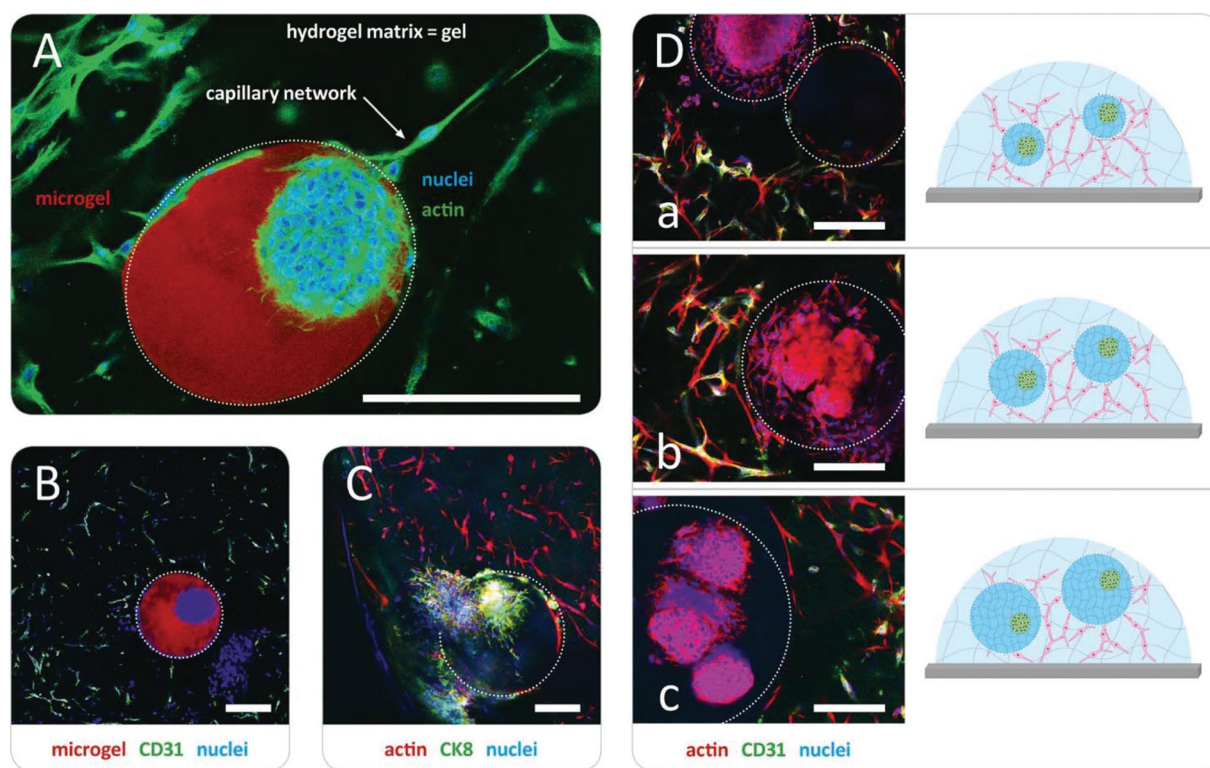 A
hydrogel matrix = gel
capillary network
microgel
nuclei
actin
B
microgel CD31 nuclei
C
actin CK8 nuclei
D
a
b
c
actin CD31 nuclei